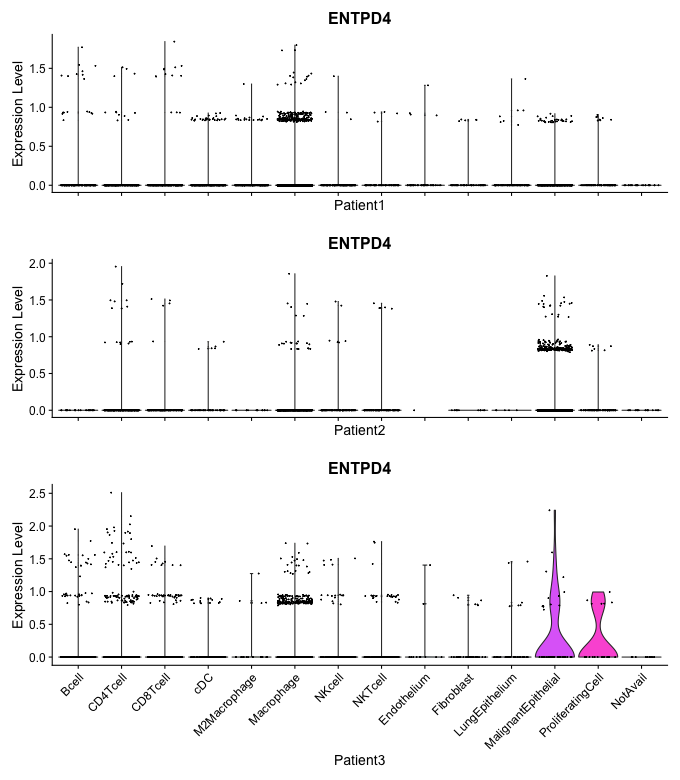 ENTPD4
Expression Level
1.5
1.0
0.5
0.0
Patient1
ENTPD4
Expression Level
2.0
1.5
1.0
0.5
0.0
Patient2
ENTPD4
Expression Level
2.5
2.0
1.5
1.0
0.5
0.0
Bcell
CD4Tcell
CD8Tcell
cDC
M2Macrophage
Macrophage
NKcell
NKTcell
Endothelium
Fibroblast
LungEpithelium
MalignantEpithelial
ProliferatingCell
NotAvail
Patient3